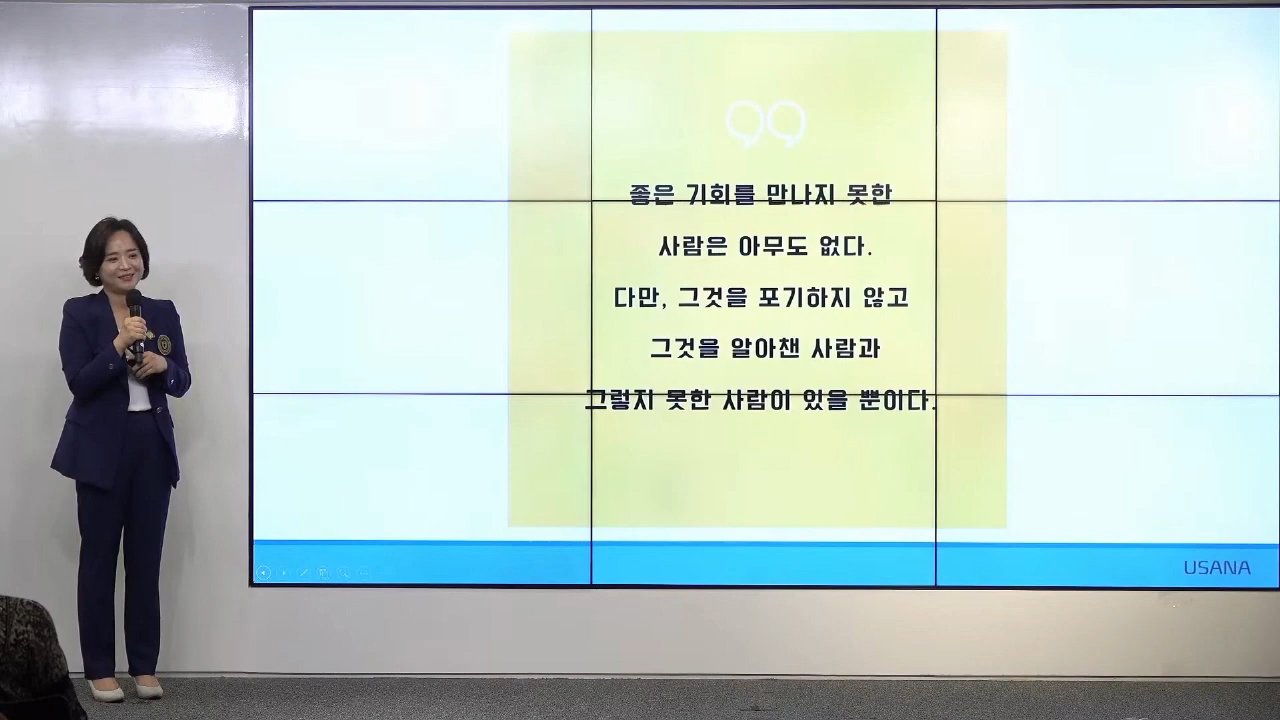 좋은 기회를 만나지 못한
사람은 아무도 없다.
다만, 그것을 포기하지 않고
그것을 알아챈 사람과
그렇지 못한 사람이 있을 뿐이다.
USANA